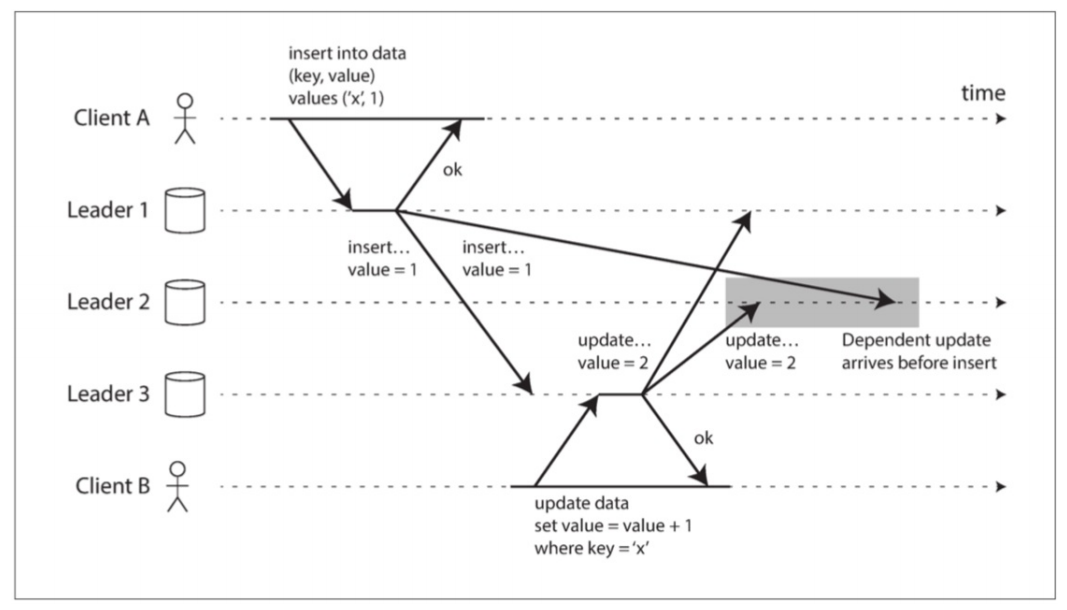 insert into data
(key, value)
values (‘x’, 1)
time
Client A
ok
Leader 1
insert…
value = 1
insert…
value = 1
Leader 2
update…
value = 2
update…
value = 2
Dependent update
arrives before insert
Leader 3
ok
Client B
update data
set value = value + 1
where key = ‘x’